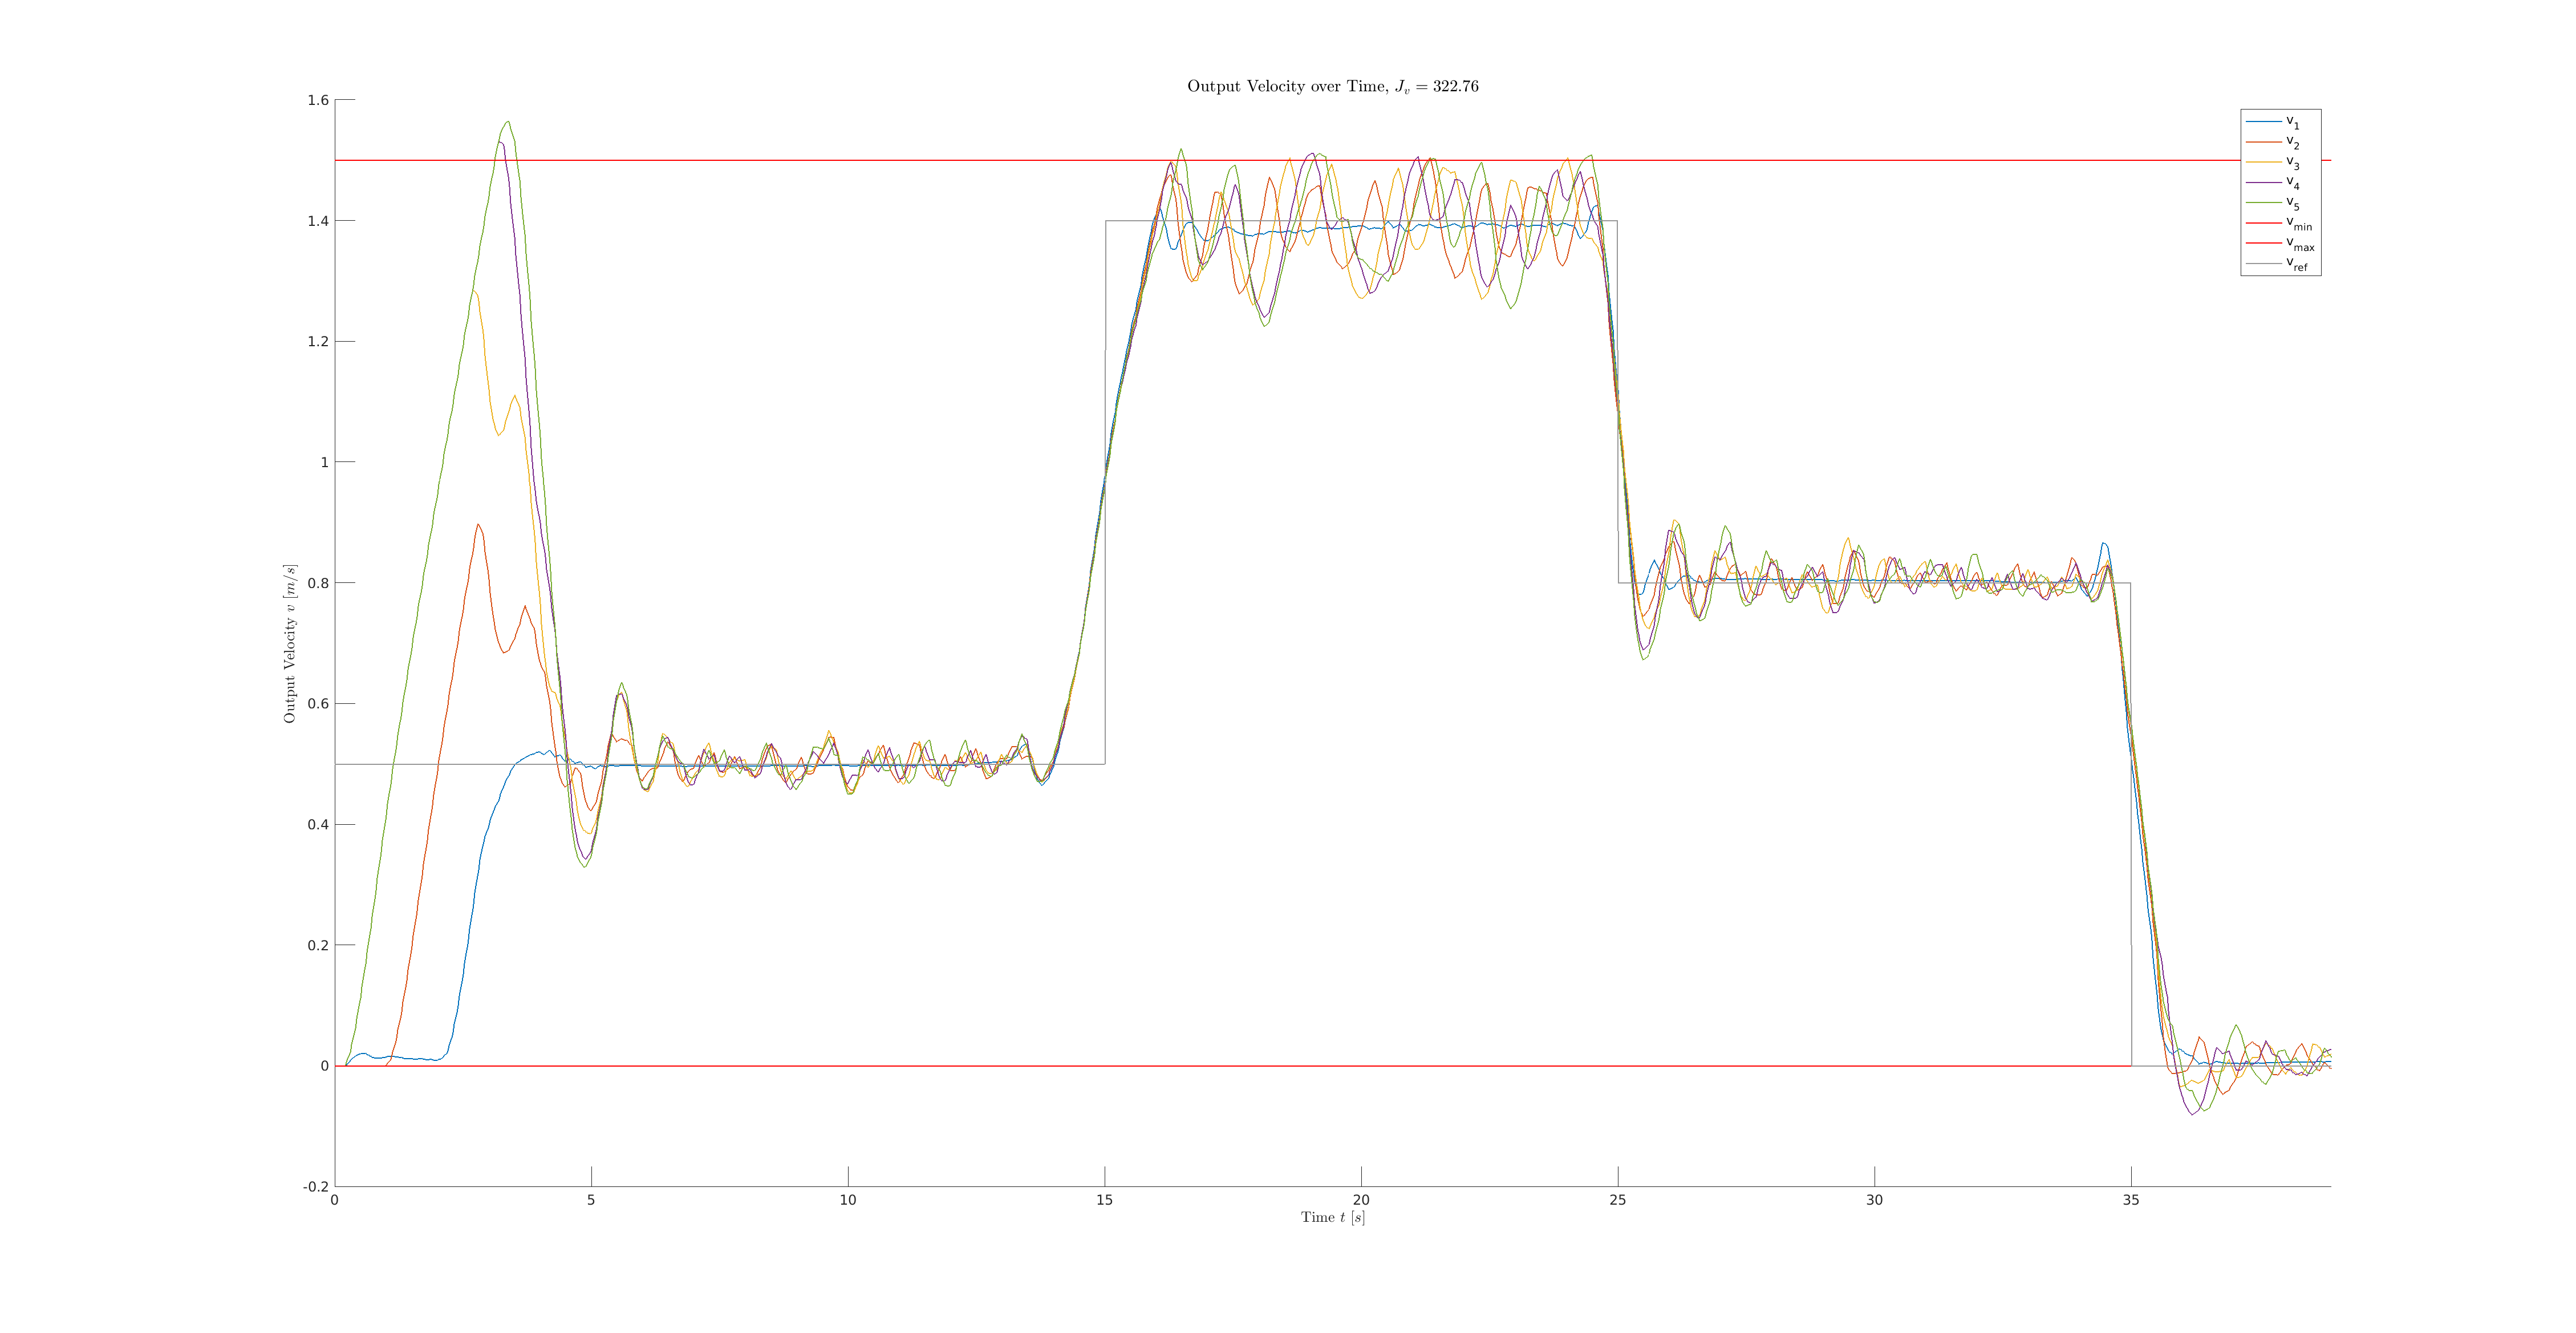 Output Velocity over Time, J_v = 322.76
1.6
1.4
1.2
1
0.8
0.6
0.4
0.2
0
-0.2
Output Velocity v [m/s]
0 5 10 15 20 25 30 35
Time t [s]
v_1
v_2
v_3
v_4
v_5
v_min
v_max
v_ref